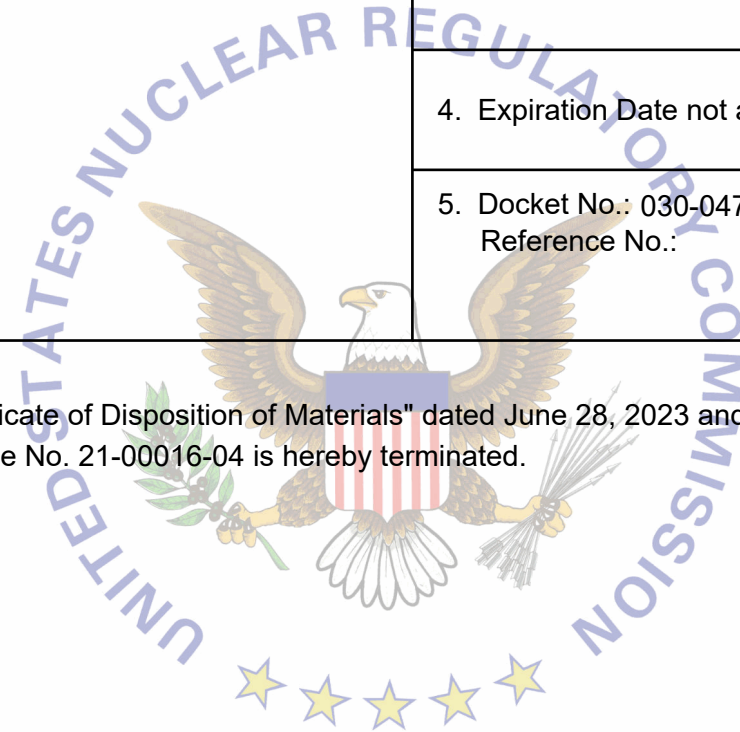 UNITED STATES NUCLEAR REGULATORY COMMISSION
4. Expiration Date not
5. Docket No.: 030-047
Reference No.:
of Disposition of Materials" dated June 28, 2023 and
No. 21-00016-04 is hereby terminated.